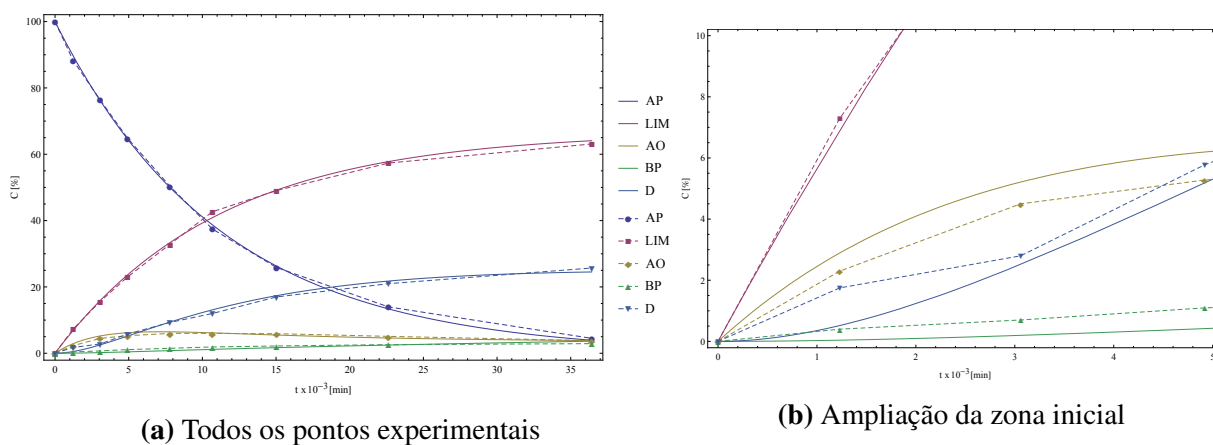 100
80
60
40
20
0
C [%]
0
5
10
15
20
25
30
35
t x 10⁻³ [min]
AP
LIM
AO
BP
D
AP
LIM
AO
BP
D
10
8
6
4
2
0
C [%]
0
1
2
3
4
5
t x 10⁻³ [min]
(a) Todos os pontos experimentais
(b) Ampliação da zona inicial